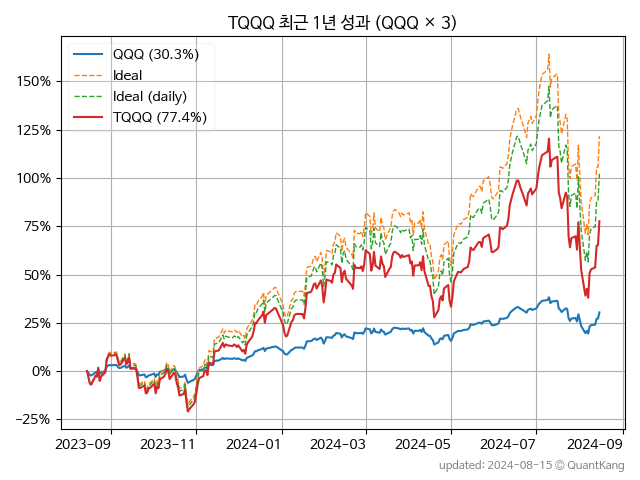 TQQQ 최근 1년 성과 (QQQ × 3)
QQQ (30.3%)
Ideal
Ideal (daily)
TQQQ (77.4%)
150%
125%
100%
75%
50%
25%
0%
−25%
2023-09 2023-11 2024-01 2024-03 2024-05 2024-07 2024-09
updated: 2024-08-15 © QuantKang